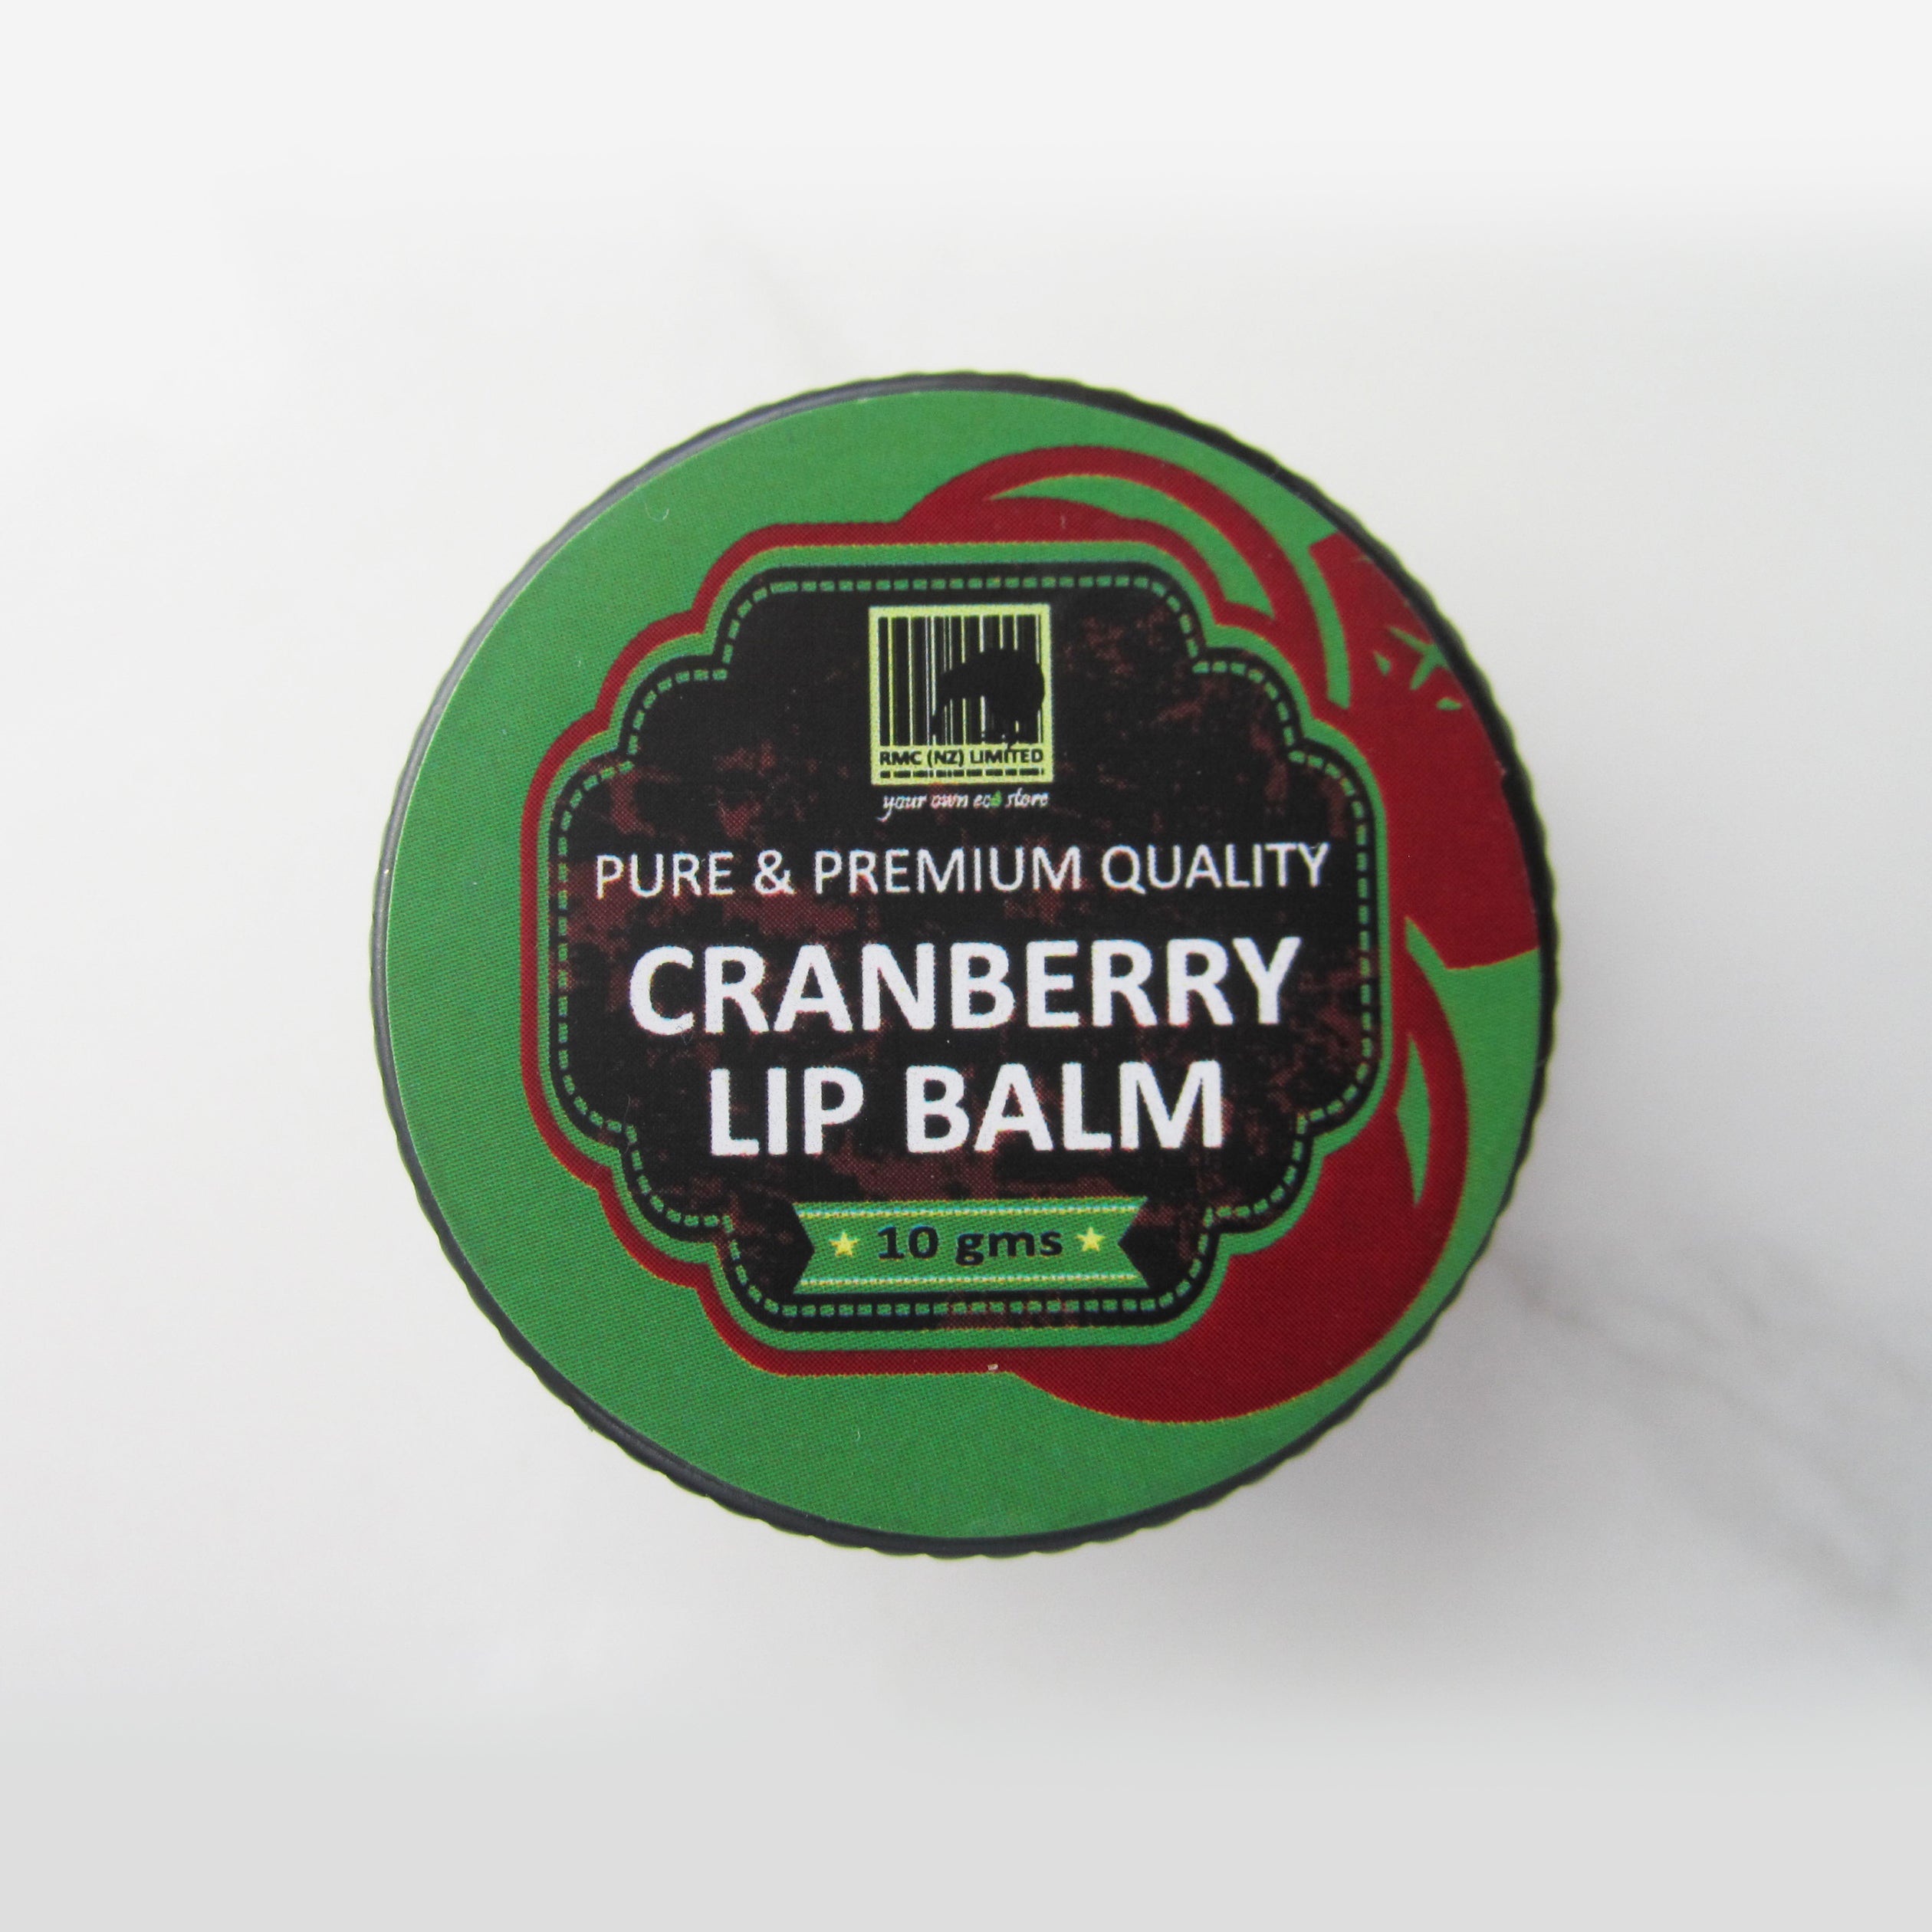 RMC (NZ) LIMITED
your own eco store
PURE & PREMIUM QUALITY
CRANBERRY
LIP BALM
10 gms